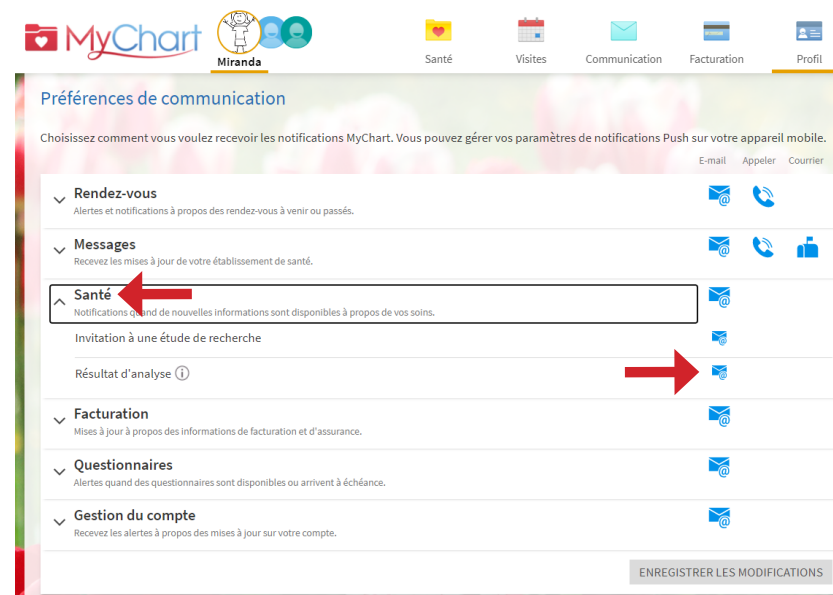 MyChart
Miranda
Santé
Visites
Communication
Facturation
Profil
Préférences de communication
Choisissez comment vous voulez recevoir les notifications MyChart. Vous pouvez gérer vos paramètres de notifications Push sur votre appareil mobile.
E-mail Appeler Courrier
Rendez-vous
Alertes et notifications à propos des rendez-vous à venir ou passés.
Messages
Recevez les mises à jour de votre établissement de santé.
Santé
Notifications quand de nouvelles informations sont disponibles à propos de vos soins.
Invitation à une étude de recherche
Résultat d'analyse
Facturation
Mises à jour à propos des informations de facturation et d'assurance.
Questionnaires
Alertes quand des questionnaires sont disponibles ou arrivent à échéance.
Gestion du compte
Recevez les alertes à propos des mises à jour sur votre compte.
ENREGISTRER LES MODIFICATIONS